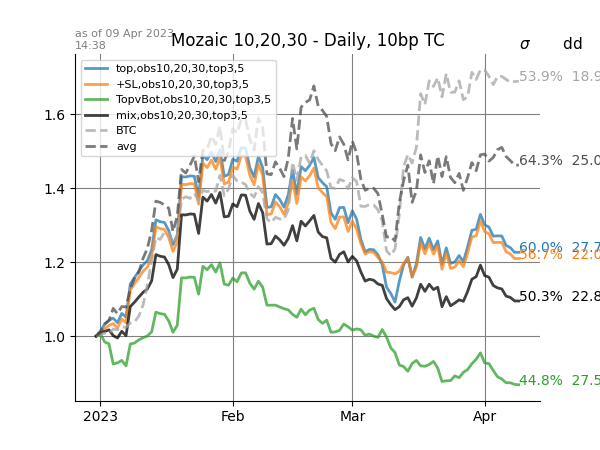 as of 09 Apr 2023
14:38
Mozaic 10,20,30 - Daily, 10bp TC
σ dd
top,obs10,20,30,top3,5
+SL,obs10,20,30,top3,5
TopvBot,obs10,20,30,top3,5
mix,obs10,20,30,top3,5
BTC
avg
53.9% 18.9
64.3% 25.0
60.0% 27.7
56.7% 22.0
50.3% 22.8
44.8% 27.5
1.6
1.4
1.2
1.0
2023 Feb Mar Apr